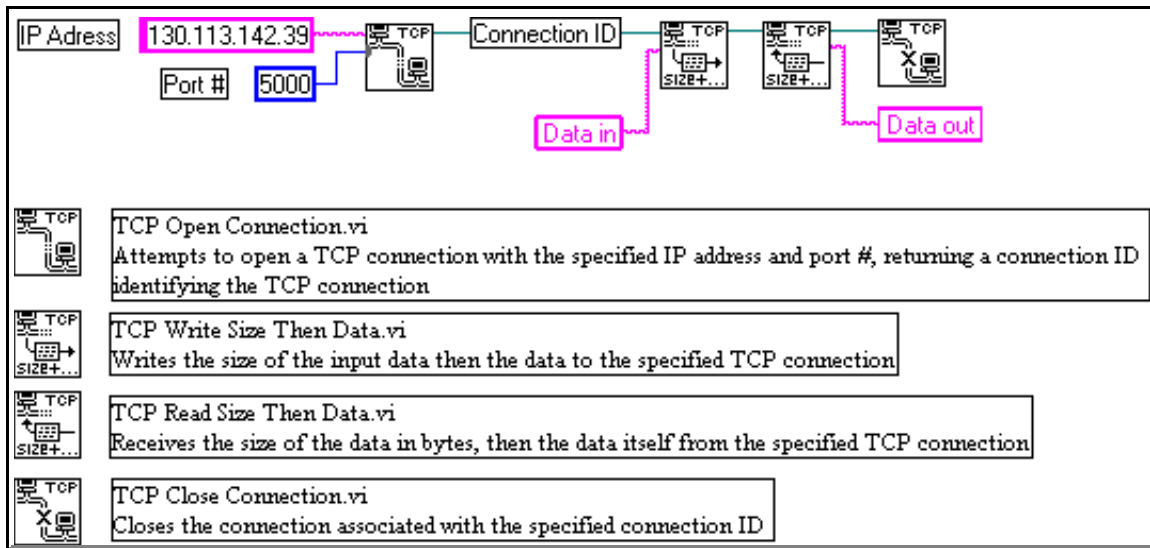 IP Adress 130.113.142.39 TCP Connection ID TCP TCP TCP
Port # 5000 SIZE+... SIZE+...
Data in Data out
TCP TCP Open Connection.vi
Attempts to open a TCP connection with the specified IP address and port #, returning a connection ID
identifying the TCP connection
TCP TCP Write Size Then Data.vi
SIZE+... Writes the size of the input data then the data to the specified TCP connection
TCP TCP Read Size Then Data.vi
SIZE+... Receives the size of the data in bytes, then the data itself from the specified TCP connection
TCP TCP Close Connection.vi
Closes the connection associated with the specified connection ID